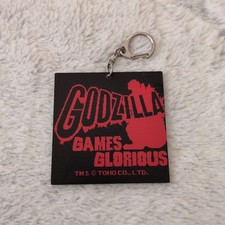 GODZILLA
GAMES
GLORIOUS
TM & © TOHO CO., LTD.